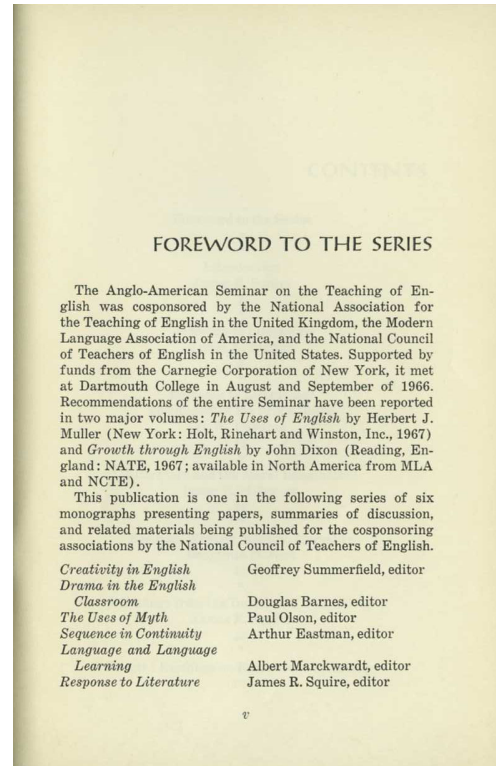 FOREWORD TO THE SERIES
The Anglo-American Seminar on the Teaching of En-
glish was cosponsored by the National Association for
the Teaching of English in the United Kingdom, the Modern
Language Association of America, and the National Council
of Teachers of English in the United States. Supported by
funds from the Carnegie Corporation of New York, it met
at Dartmouth College in August and September of 1966.
Recommendations of the entire Seminar have been reported
in two major volumes: The Uses of English by Herbert J.
Muller (New York: Holt, Rinehart and Winston, Inc., 1967)
and Growth through English by John Dixon (Reading, En-
gland: NATE, 1967; available in North America from MLA
and NCTE).
This publication is one in the following series of six
monographs presenting papers, summaries of discussion,
and related materials being published for the cosponsoring
associations by the National Council of Teachers of English.
Creativity in English Geoffrey Summerfield, editor
Drama in the English
Classroom Douglas Barnes, editor
The Uses of Myth Paul Olson, editor
Sequence in Continuity Arthur Eastman, editor
Language and Language
Learning Albert Marckwardt, editor
Response to Literature James R. Squire, editor
v